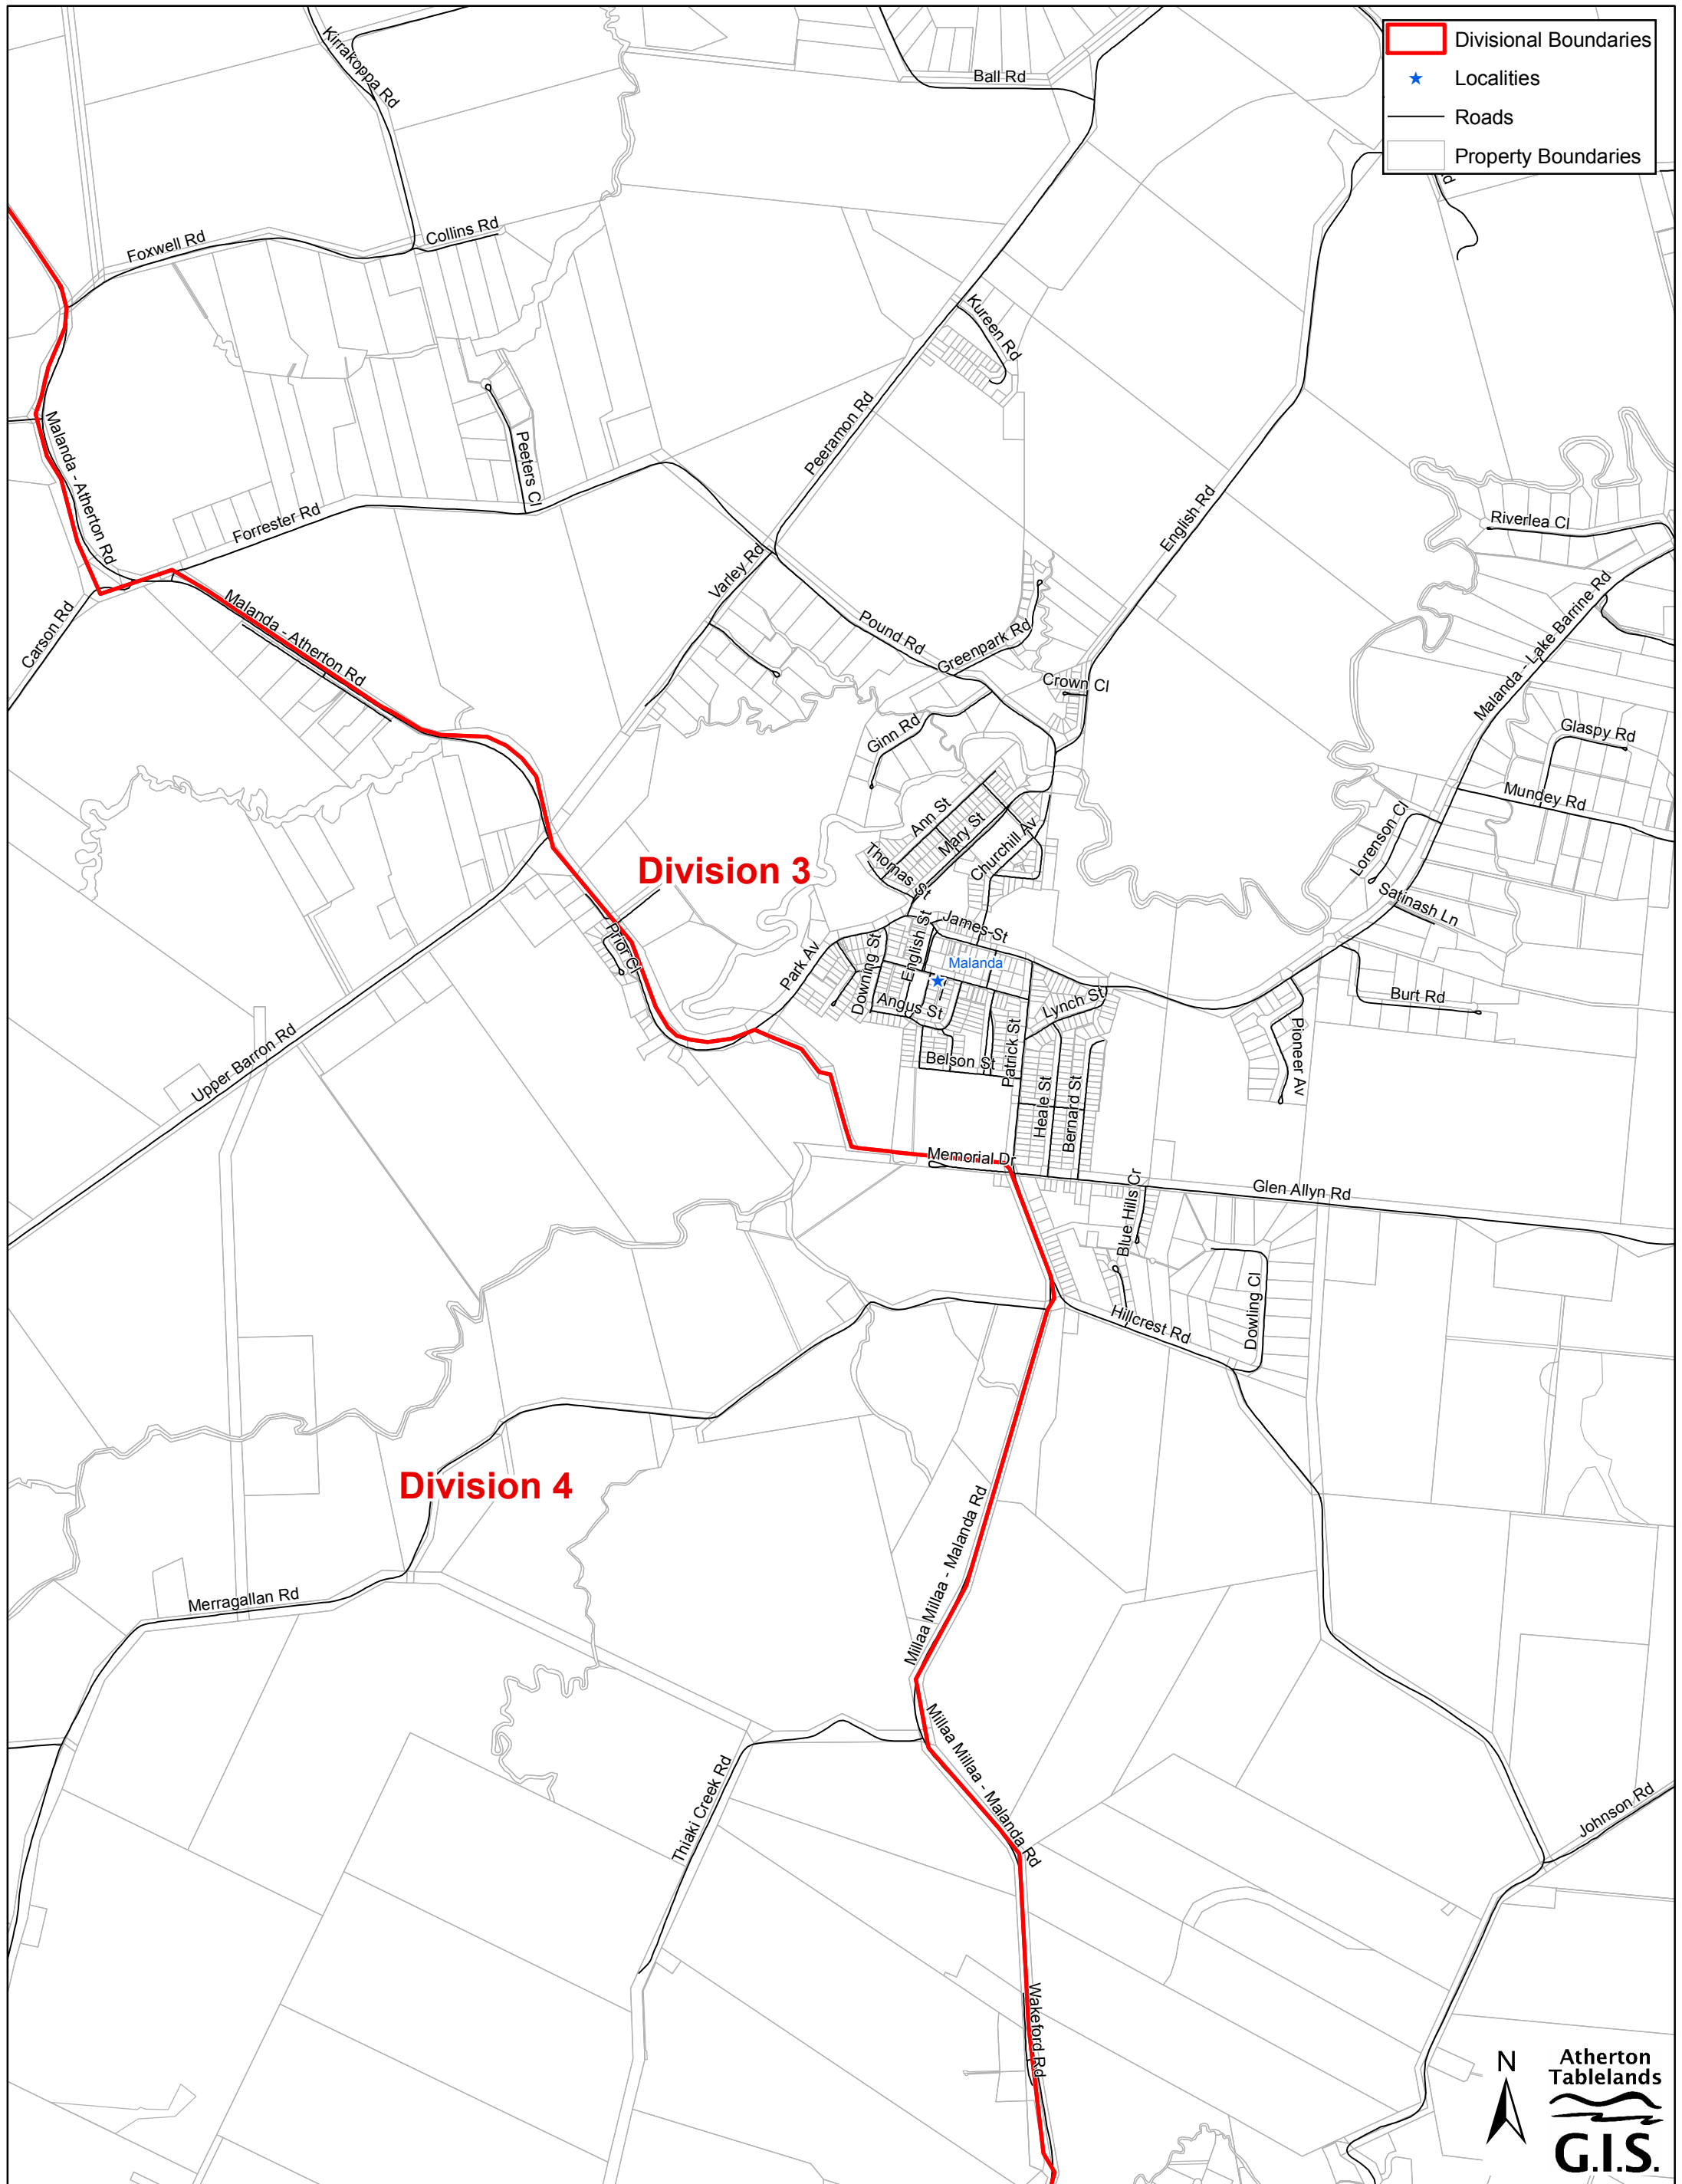 Divisional Boundaries
Localities
Roads
Property Boundaries
Kirrakoppa Rd
Ball Rd
Foxwell Rd
Collins Rd
Kureen Rd
Malanda - Atherton Rd
Peeters Cl
Peeramon Rd
Forrester Rd
English Rd
Riverlea Cl
Varley Rd
Carson Rd
Malanda - Atherton Rd
Pound Rd
Greenpark Rd
Crown Cl
Malanda - Lake Barrine Rd
Ginn Rd
Glaspy Rd
Mundey Rd
Ann St
Mary St
Churchill Av
Thomas St
Lorenson Cl
Satinash Ln
Division 3
Prior Cl
Park Av
Downing St
English St
James St
Malanda
Angus St
Lynch St
Burt Rd
Pioneer Av
Belson St
Patrick St
Heale St
Bernard St
Upper Barron Rd
Memorial Dr
Glen Allyn Rd
Blue Hills Cr
Hillcrest Rd
Dowling Cl
Division 4
Merragallan Rd
Millaa Millaa - Malanda Rd
Millaa Millaa - Malanda Rd
Thiaki Creek Rd
Johnson Rd
Wakeford Rd
N
Atherton
Tablelands
G.I.S.